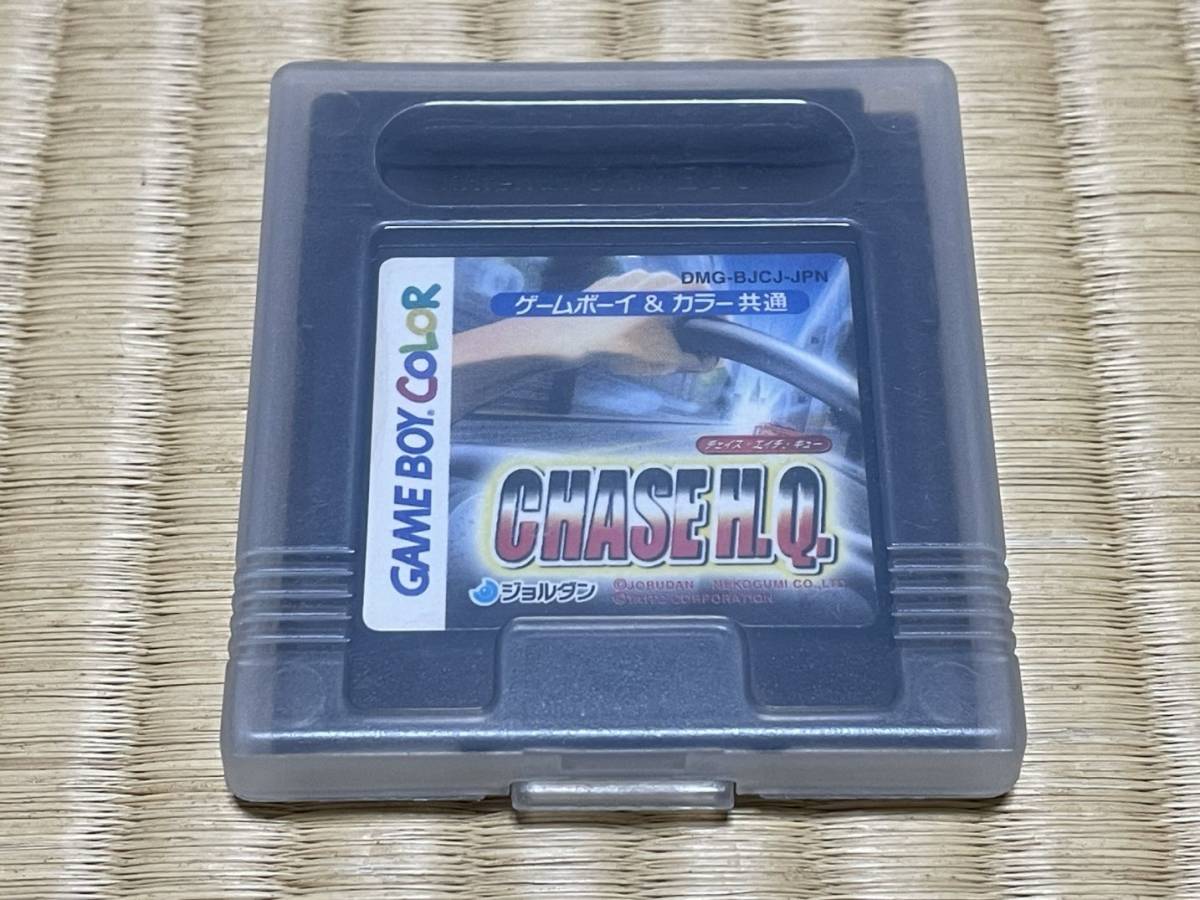 DMG-BJCJ-JPN
ゲームボーイ & カラー共通
GAME BOY COLOR
チェイス・エイチ・キュー
CHASE H.Q.
ジョルダン
©JORUDAN NEKOGUMI CO.,LTD
©TAITO CORPORATION